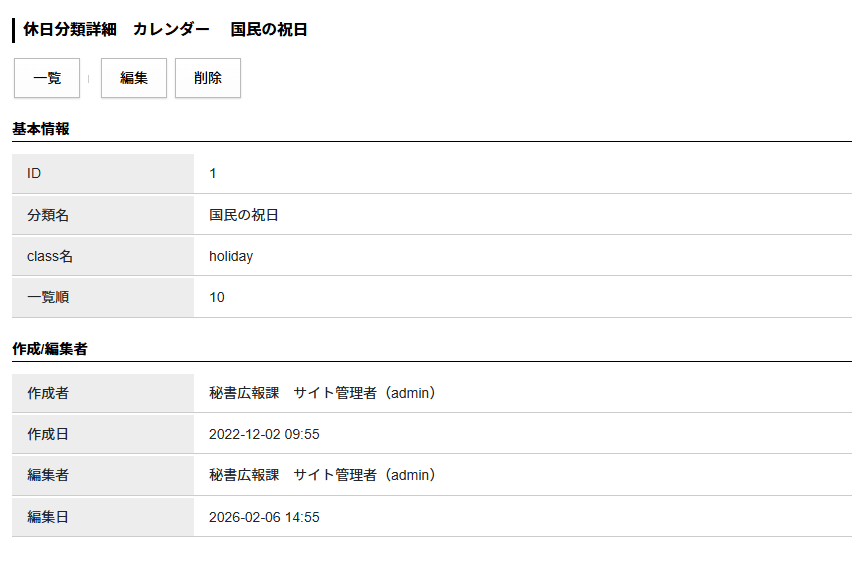 休日分類詳細　カレンダー　 国民の祝日
一覧 編集 削除
基本情報
ID 1
分類名 国民の祝日
class名 holiday
一覧順 10
作成/編集者
作成者 秘書広報課　サイト管理者（admin）
作成日 2022-12-02 09:55
編集者 秘書広報課　サイト管理者（admin）
編集日 2026-02-06 14:55